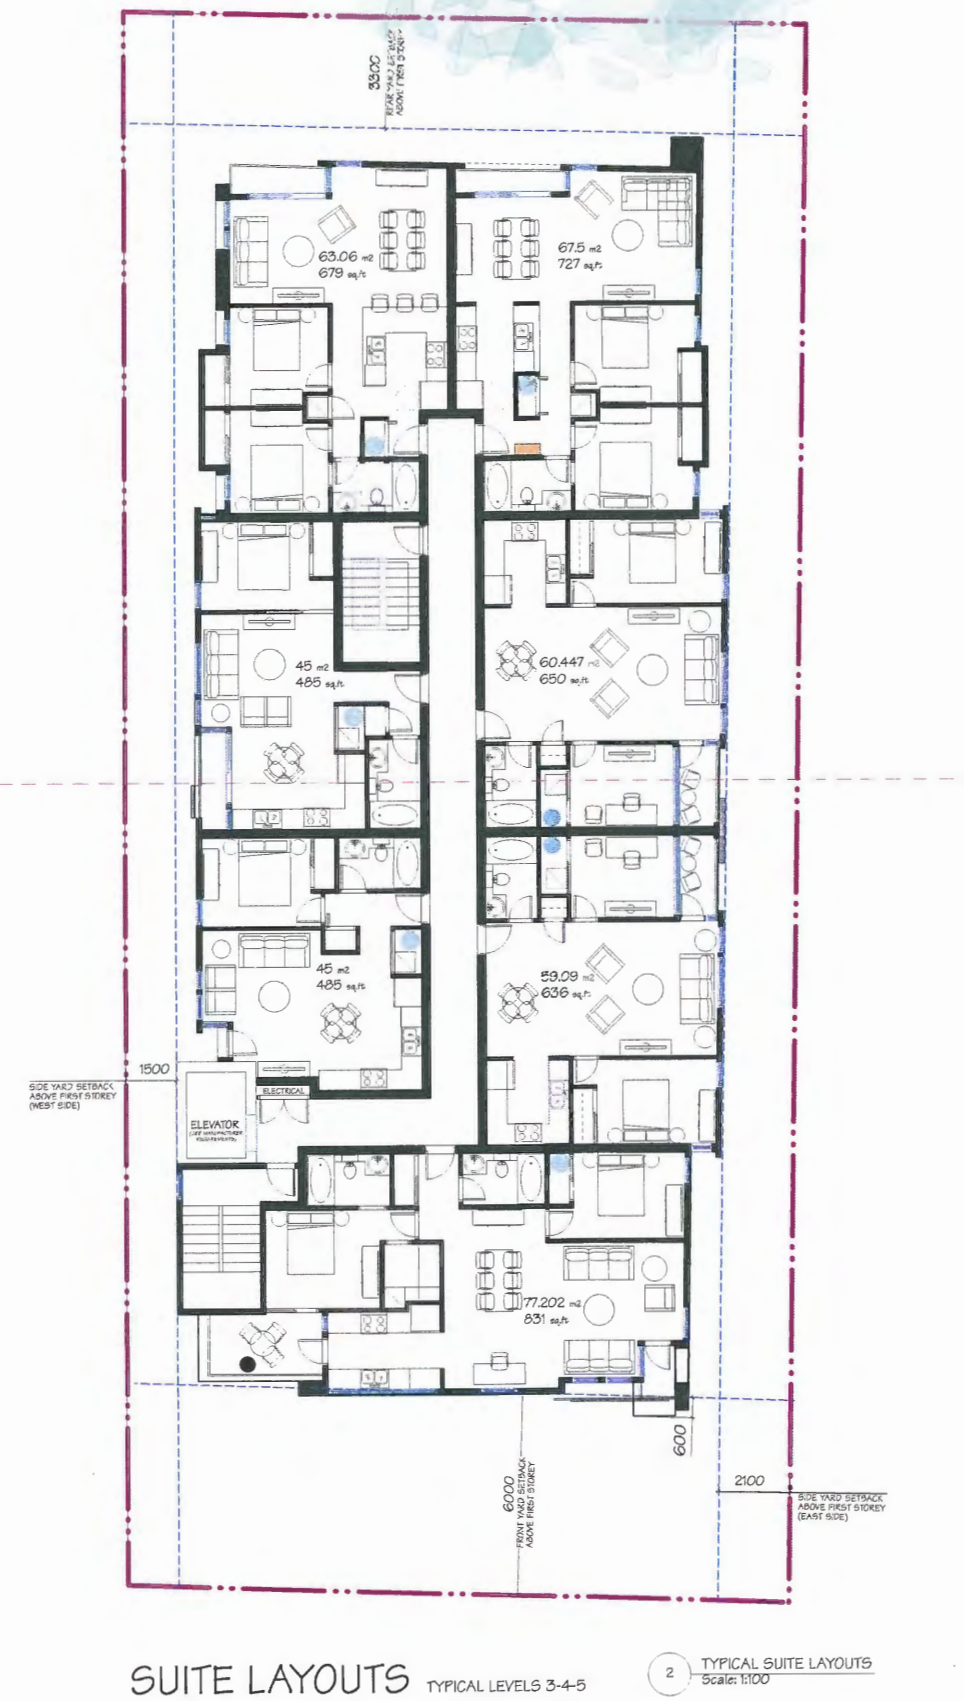 3300
REAR YARD SETBACK
ABOVE FIRST STOREY
63.06 m2
679 sq.ft
67.5 m2
727 sq.ft.
45 m2
485 sq.ft
60.447 m2
650 sq.ft
45 m2
485 sq.ft
59.09 m2
636 sq.ft.
1500
SIDE YARD SETBACK
ABOVE FIRST STOREY
(WEST SIDE)
ELECTRICAL
ELEVATOR
77.202 m2
831 sq.ft
600
6000
FRONT YARD SETBACK
ABOVE FIRST STOREY
2100
SIDE YARD SETBACK
ABOVE FIRST STOREY
(EAST SIDE)
SUITE LAYOUTS TYPICAL LEVELS 3-4-5
2 TYPICAL SUITE LAYOUTS
Scale: 1:100